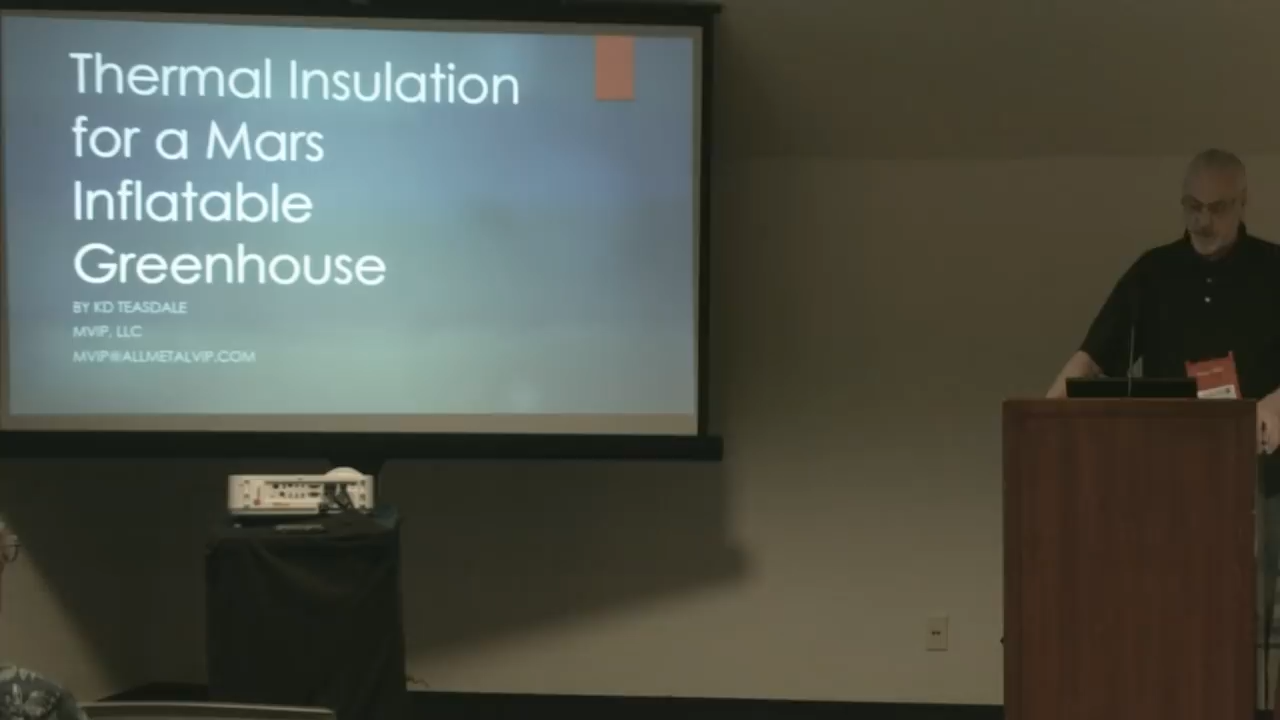 Thermal Insulation
for a Mars
Inflatable
Greenhouse
BY KD TEASDALE
MVIP, LLC
MVIP@ALLMETALVIP.COM